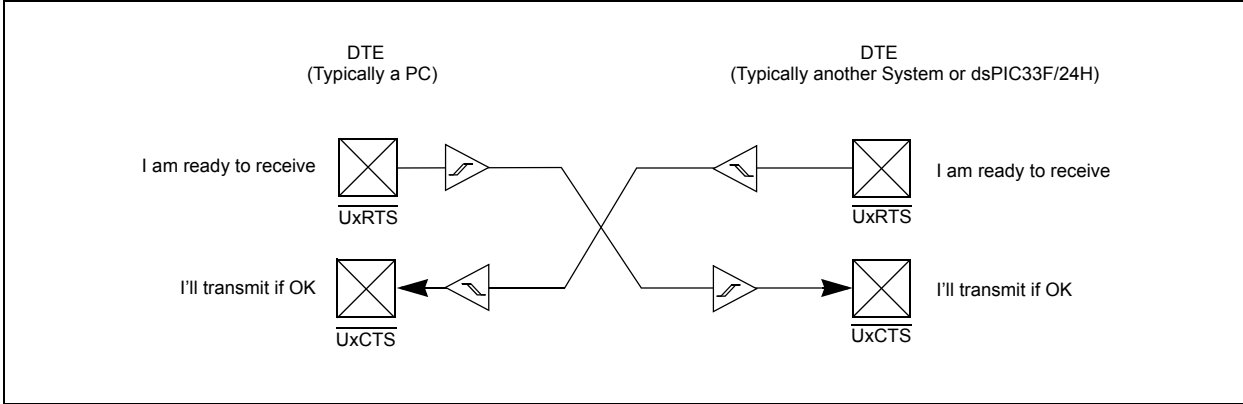 DTE
(Typically a PC)
DTE
(Typically another System or dsPIC33F/24H)
I am ready to receive
UxRTS
I am ready to receive
UxRTS
I’ll transmit if OK
UxCTS
I’ll transmit if OK
UxCTS